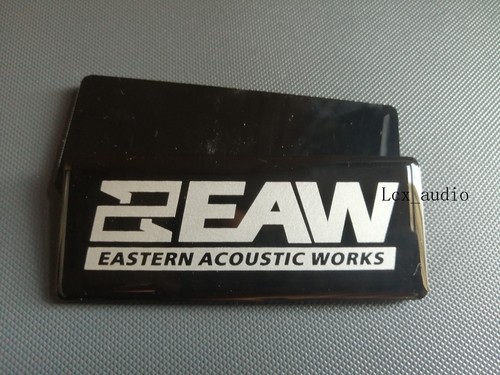 EAW
EASTERN ACOUSTIC WORKS
Lcx_audio